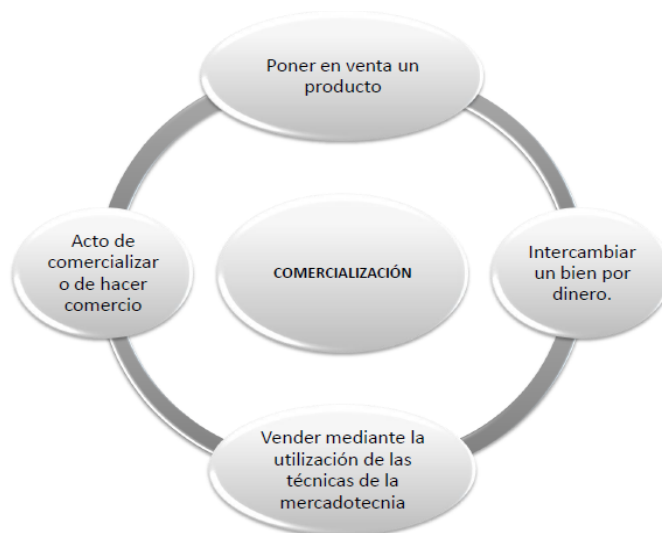 Poner en venta un
producto
Acto de
comercializar
o de hacer
comercio
COMERCIALIZACIÓN
Intercambiar
un bien por
dinero.
Vender mediante la
utilización de las
técnicas de la
mercadotecnia